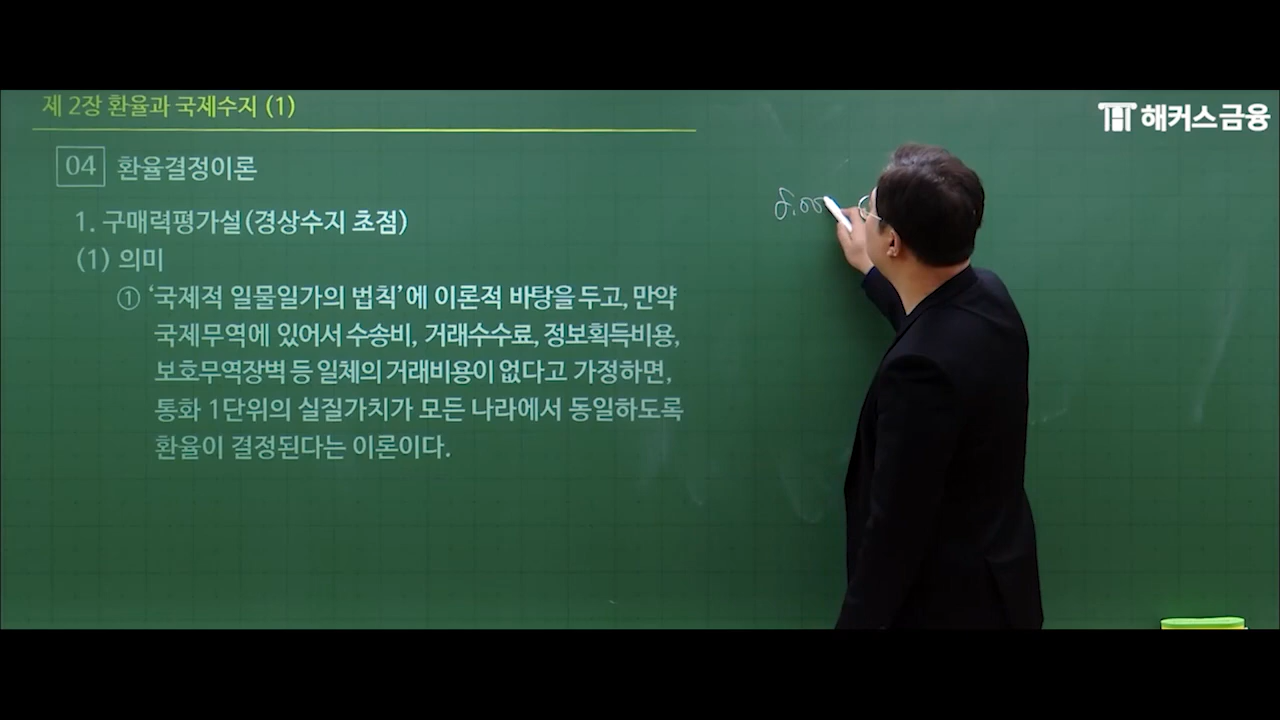 제 2장 환율과 국제수지 (1)
해커스금융
04 환율결정이론
1. 구매력평가설(경상수지 초점)
(1) 의미
① ‘국제적 일물일가의 법칙’에 이론적 바탕을 두고, 만약
국제무역에 있어서 수송비, 거래수수료, 정보획득비용,
보호무역장벽 등 일체의 거래비용이 없다고 가정하면,
통화 1단위의 실질가치가 모든 나라에서 동일하도록
환율이 결정된다는 이론이다.